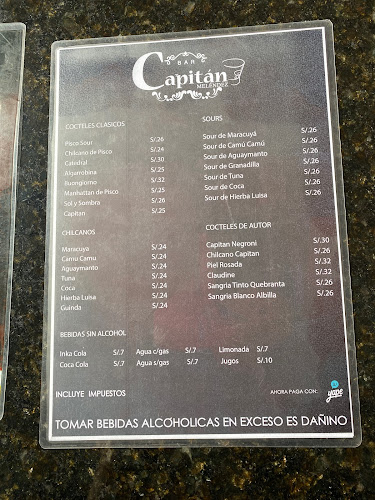 BAR
Capitán
MELÉNDEZ
COCTELES CLASICOS
Pisco Sour S/.26
Chilcano de Pisco S/.24
Catedral S/.30
Algarrobina S/.25
Buongiorno S/.32
Manhattan de Pisco S/.25
Sol y Sombra S/.26
Capitan S/.25
SOURS
Sour de Maracuyá S/.26
Sour de Camu Camú S/.26
Sour de Aguaymanto S/.26
Sour de Granadilla S/.26
Sour de Tuna S/.26
Sour de Coca S/.26
Sour de Hierba Luisa S/.26
CHILCANOS
Maracuya S/.24
Camu Camu S/.24
Aguaymanto S/.24
Tuna S/.24
Coca S/.24
Hierba Luisa S/.24
Guinda S/.24
COCTELES DE AUTOR
Capitan Negroni S/.30
Chilcano Capitan S/.26
Piel Rosada S/.32
Claudine S/.32
Sangria Tinto Quebranta S/.26
Sangria Blanco Albilla S/.26
BEBIDAS SIN ALCOHOL
Inka Cola S/.7 Agua c/gas S/.7 Limonada S/.7
Coca Cola S/.7 Agua s/gas S/.7 Jugos S/.10
INCLUYE IMPUESTOS
AHORA PAGA CON: yape
TOMAR BEBIDAS ALCOHOLICAS EN EXCESO ES DAÑINO